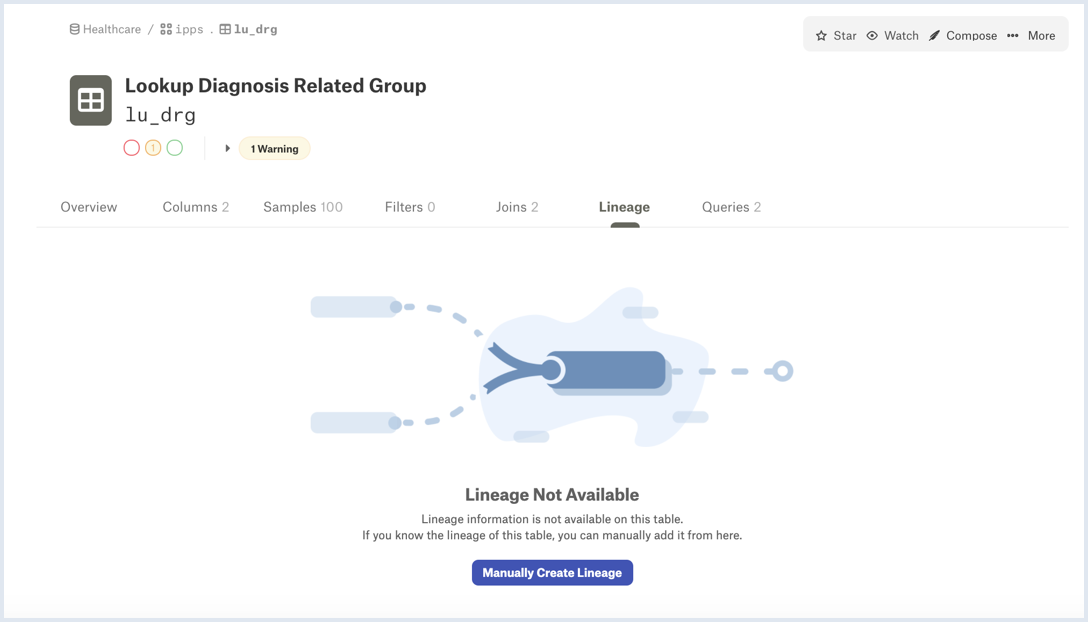 Healthcare / ipps . lu_drg
Star Watch Compose ••• More
Lookup Diagnosis Related Group
lu_drg
! 1 Warning
Overview Columns 2 Samples 100 Filters 0 Joins 2 Lineage Queries 2
Lineage Not Available
Lineage information is not available on this table.
If you know the lineage of this table, you can manually add it from here.
Manually Create Lineage